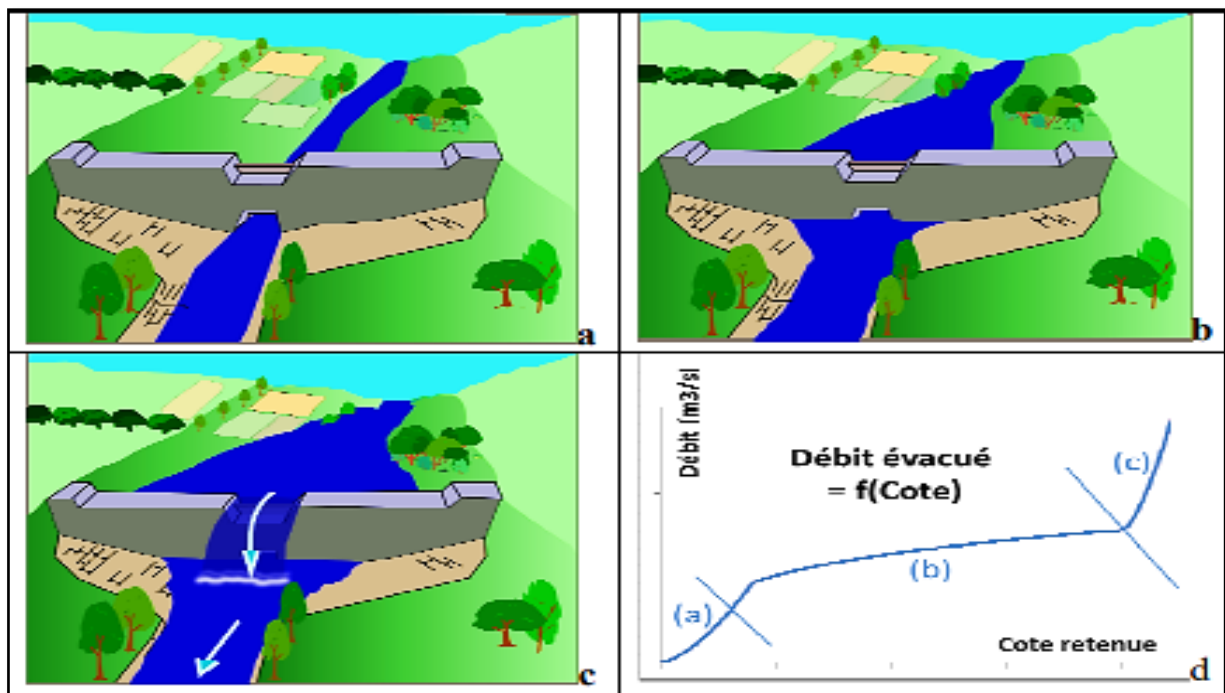 a
b
c
Débit (m3/s)
Débit évacué
= f(Cote)
(a)
(b)
(c)
Cote retenue
d